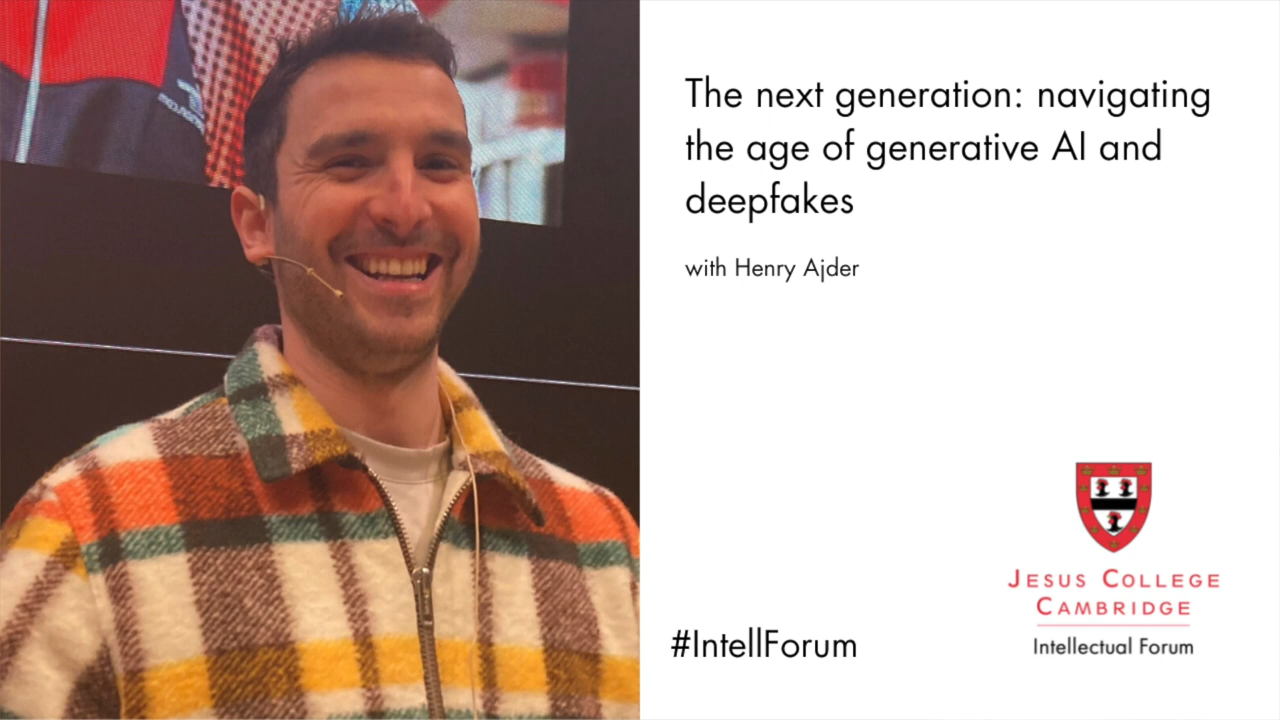 The next generation: navigating
the age of generative AI and
deepfakes
with Henry Ajder
#IntellForum
JESUS COLLEGE
CAMBRIDGE
Intellectual Forum